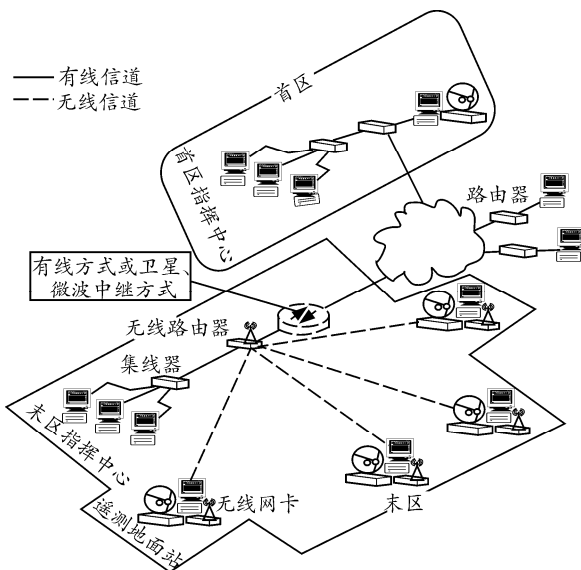 有线信道
无线信道
首区
首区指挥中心
路由器
有线方式或卫星、
微波中继方式
无线路由器
集线器
末区指挥中心
遥测地面站
无线网卡
末区